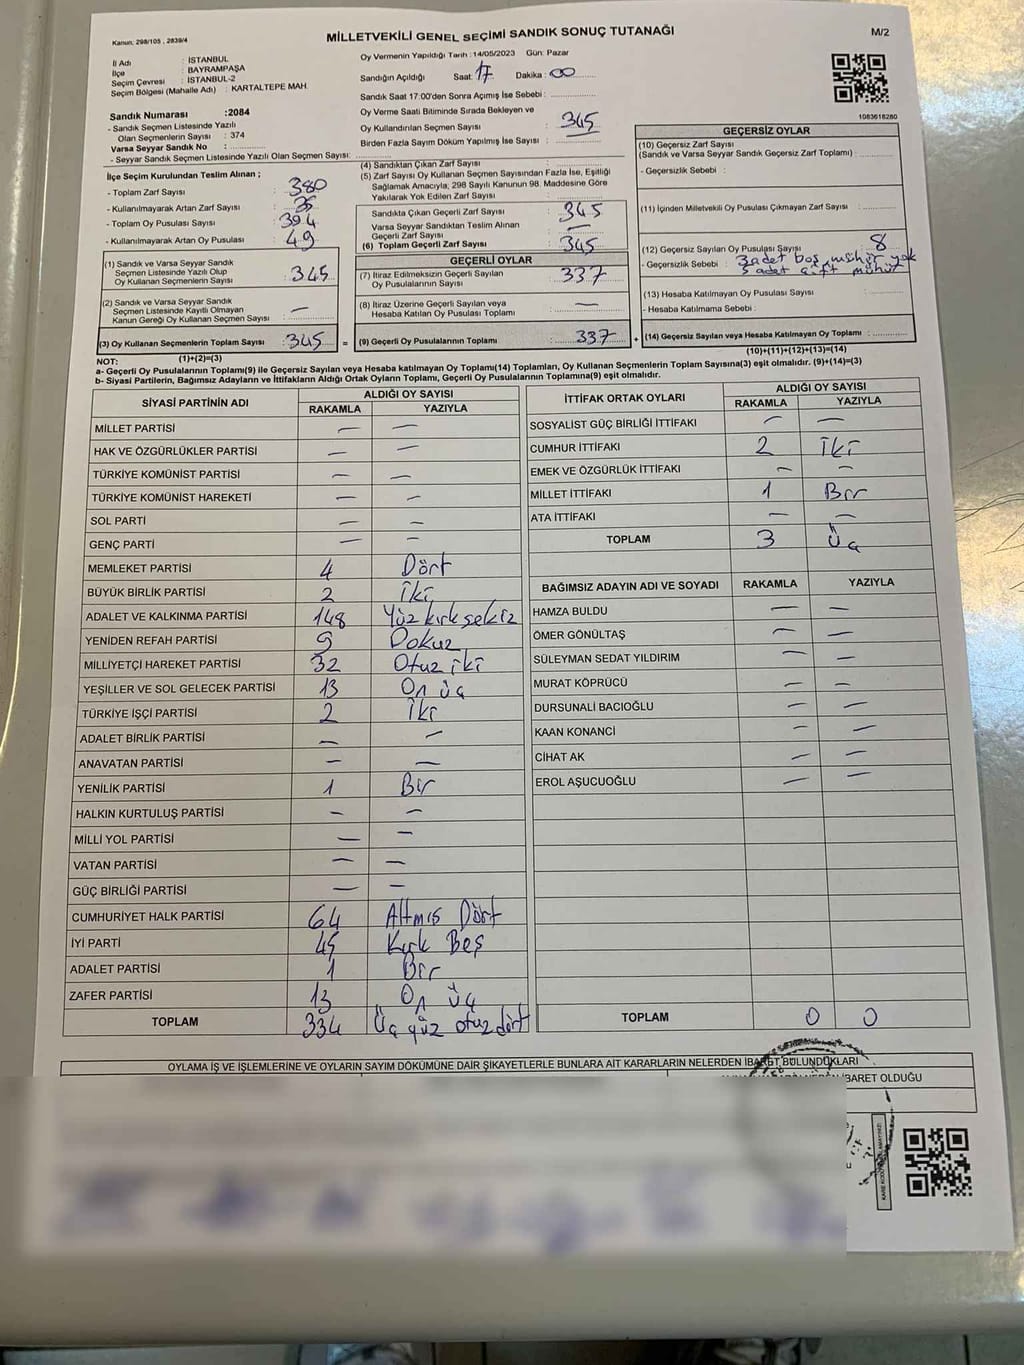 Kanun: 298/105 , 2839/4
MİLLETVEKİLİ GENEL SEÇİMİ SANDIK SONUÇ TUTANAĞI
M/2
İl Adı : İSTANBUL
İlçe : BAYRAMPAŞA
Seçim Çevresi : İSTANBUL-2
Seçim Bölgesi (Mahalle Adı) : KARTALTEPE MAH.
Sandık Numarası :2084
- Sandık Seçmen Listesinde Yazılı
Olan Seçmenlerin Sayısı : 374
Varsa Seyyar Sandık No :
- Seyyar Sandık Seçmen Listesinde Yazılı Olan Seçmen Sayısı:
Oy Vermenin Yapıldığı Tarih : 14/05/2023 Gün: Pazar
Sandığın Açıldığı Saat: 17 Dakika : 00
Sandık Saat 17:00'den Sonra Açımış İse Sebebi :
Oy Verme Saati Bitiminde Sırada Bekleyen ve
Oy Kullandırılan Seçmen Sayısı : 345
Birden Fazla Sayım Döküm Yapılmış İse Sayısı :
1083618280
İlçe Seçim Kurulundan Teslim Alınan ;
- Toplam Zarf Sayısı : 380
- Kullanılmayarak Artan Zarf Sayısı : 35
- Toplam Oy Pusulası Sayısı : 394
- Kullanılmayarak Artan Oy Pusulası : 49
(1) Sandık ve Varsa Seyyar Sandık
Seçmen Listesinde Yazılı Olup
Oy Kullanan Seçmenlerin Sayısı : 345
(2) Sandık ve Varsa Seyyar Sandık
Seçmen Listesinde Kayıtlı Olmayan
Kanun Gereği Oy Kullanan Seçmen Sayısı : —
(3) Oy Kullanan Seçmenlerin Toplam Sayısı : 345 =
(4) Sandıktan Çıkan Zarf Sayısı :
(5) Zarf Sayısı Oy Kullanan Seçmen Sayısından Fazla İse, Eşitliği
Sağlamak Amacıyla, 298 Sayılı Kanunun 98. Maddesine Göre
Yakılarak Yok Edilen Zarf Sayısı :
Sandıkta Çıkan Geçerli Zarf Sayısı : 345
Varsa Seyyar Sandıktan Teslim Alınan
Geçerli Zarf Sayısı : —
(6) Toplam Geçerli Zarf Sayısı : 345
GEÇERLİ OYLAR
(7) İtiraz Edilmeksizin Geçerli Sayılan
Oy Pusulalarının Sayısı : 337
(8) İtiraz Üzerine Geçerli Sayılan veya
Hesaba Katılan Oy Pusulası Toplamı : —
(9) Geçerli Oy Pusulalarının Toplamı : 337 +
GEÇERSİZ OYLAR
(10) Geçersiz Zarf Sayısı
(Sandık ve Varsa Seyyar Sandık Geçersiz Zarf Toplamı) :
- Geçersizlik Sebebi :
(11) İçinden Milletvekili Oy Pusulası Çıkmayan Zarf Sayısı :
(12) Geçersiz Sayılan Oy Pusulası Sayısı : 8
- Geçersizlik Sebebi : 3 adet boş, mühür yok
5 adet çift mühür
(13) Hesaba Katılmayan Oy Pusulası Sayısı :
- Hesaba Katılmama Sebebi :
(14) Geçersiz Sayılan veya Hesaba Katılmayan Oy Toplamı :
NOT: (1)+(2)=(3)
(10)+(11)+(12)+(13)=(14)
a- Geçerli Oy Pusulalarının Toplamı(9) ile Geçersiz Sayılan veya Hesaba katılmayan Oy Toplamı(14) Toplamları, Oy Kullanan Seçmenlerin Toplam Sayısına(3) eşit olmalıdır. (9)+(14)=(3)
b- Siyasi Partilerin, Bağımsız Adayların ve İttifakların Aldığı Ortak Oyların Toplamı, Geçerli Oy Pusulalarının Toplamına(9) eşit olmalıdır.
SİYASİ PARTİNİN ADI ALDIĞI OY SAYISI
RAKAMLA YAZIYLA
MİLLET PARTİSİ — —
HAK VE ÖZGÜRLÜKLER PARTİSİ — —
TÜRKİYE KOMÜNİST PARTİSİ — —
TÜRKİYE KOMÜNİST HAREKETİ — —
SOL PARTİ — —
GENÇ PARTİ — —
MEMLEKET PARTİSİ 4 Dört
BÜYÜK BİRLİK PARTİSİ 2 İki
ADALET VE KALKINMA PARTİSİ 148 Yüz kırk sekiz
YENİDEN REFAH PARTİSİ 9 Dokuz
MİLLİYETÇİ HAREKET PARTİSİ 32 Otuz iki
YEŞİLLER VE SOL GELECEK PARTİSİ 13 On üç
TÜRKİYE İŞÇİ PARTİSİ 2 İki
ADALET BİRLİK PARTİSİ — —
ANAVATAN PARTİSİ — —
YENİLİK PARTİSİ 1 Bir
HALKIN KURTULUŞ PARTİSİ — —
MİLLİ YOL PARTİSİ — —
VATAN PARTİSİ — —
GÜÇ BİRLİĞİ PARTİSİ — —
CUMHURİYET HALK PARTİSİ 64 Altmış Dört
İYİ PARTİ 45 Kırk Beş
ADALET PARTİSİ 1 Bir
ZAFER PARTİSİ 13 On üç
TOPLAM 334 Üç yüz otuz dört
İTTİFAK ORTAK OYLARI ALDIĞI OY SAYISI
RAKAMLA YAZIYLA
SOSYALİST GÜÇ BİRLİĞİ İTTİFAKI — —
CUMHUR İTTİFAKI 2 İki
EMEK VE ÖZGÜRLÜK İTTİFAKI — —
MİLLET İTTİFAKI 1 Bir
ATA İTTİFAKI — —
TOPLAM 3 Üç
BAĞIMSIZ ADAYIN ADI VE SOYADI RAKAMLA YAZIYLA
HAMZA BULDU — —
ÖMER GÖNÜLTAŞ — —
SÜLEYMAN SEDAT YILDIRIM — —
MURAT KÖPRÜCÜ — —
DURSUNALİ BACIOĞLU — —
KAAN KONANCİ — —
CİHAT AK — —
EROL AŞUCUOĞLU — —
TOPLAM 0 0
OYLAMA İŞ VE İŞLEMLERİNE VE OYLARIN SAYIM DÖKÜMÜNE DAİR ŞİKAYETLERLE BUNLARA AİT KARARLARIN NELERDEN İBARET BULUNDUKLARI
İBARET OLDUĞU